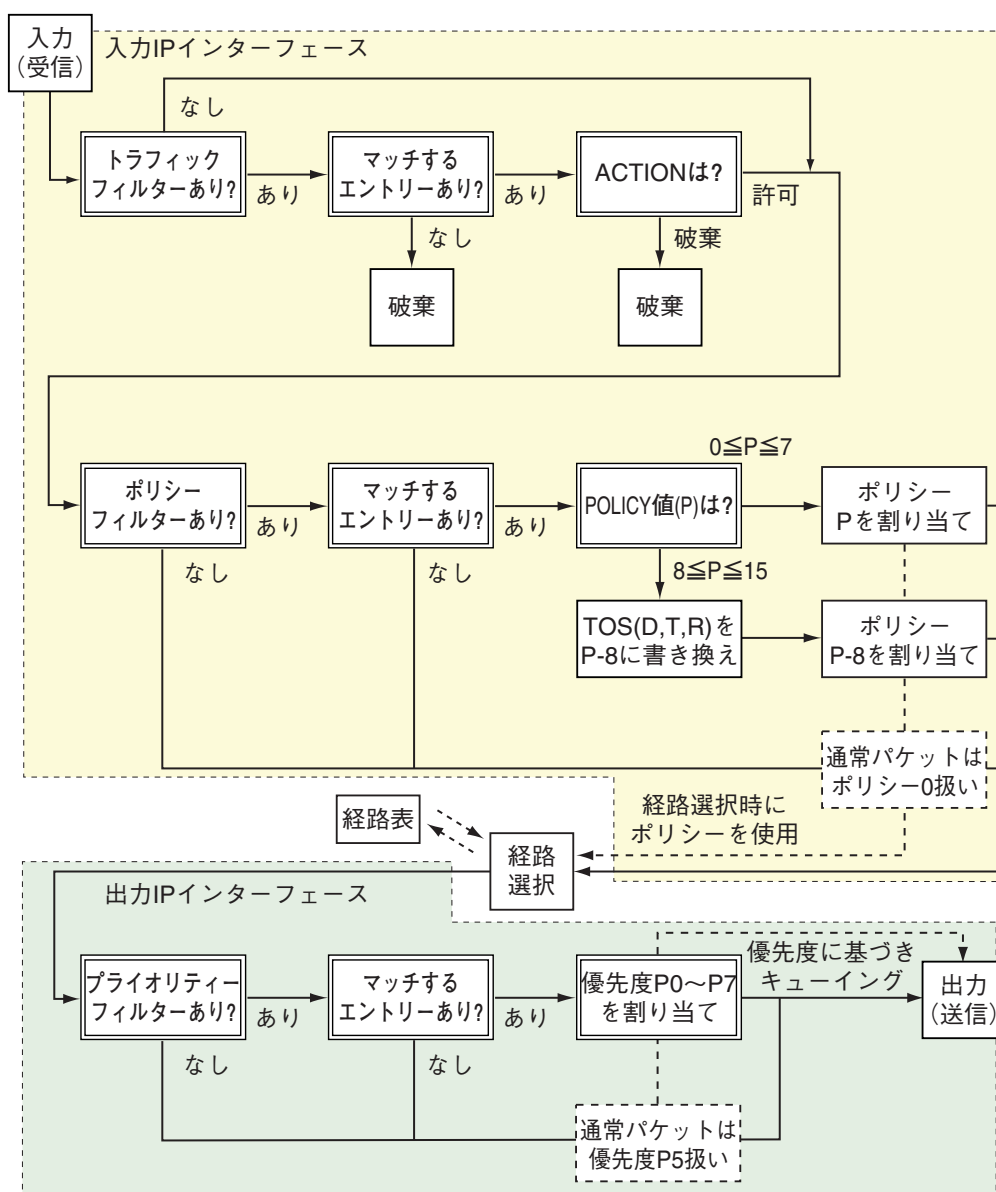 入力
(受信)
入力IPインターフェース
なし
トラフィック
フィルターあり?
あり
マッチする
エントリーあり?
あり
ACTIONは?
許可
なし
破棄
破棄
破棄
0≦P≦7
ポリシー
フィルターあり?
あり
マッチする
エントリーあり?
あり
POLICY値(P)は?
ポリシー
Pを割り当て
なし
なし
8≦P≦15
TOS(D,T,R)を
P-8に書き換え
ポリシー
P-8を割り当て
通常パケットは
ポリシー0扱い
経路選択時に
ポリシーを使用
経路表
経路
選択
出力IPインターフェース
プライオリティー
フィルターあり?
あり
マッチする
エントリーあり?
あり
優先度P0〜P7
を割り当て
優先度に基づき
キューイング
出力
(送信)
なし
なし
通常パケットは
優先度P5扱い